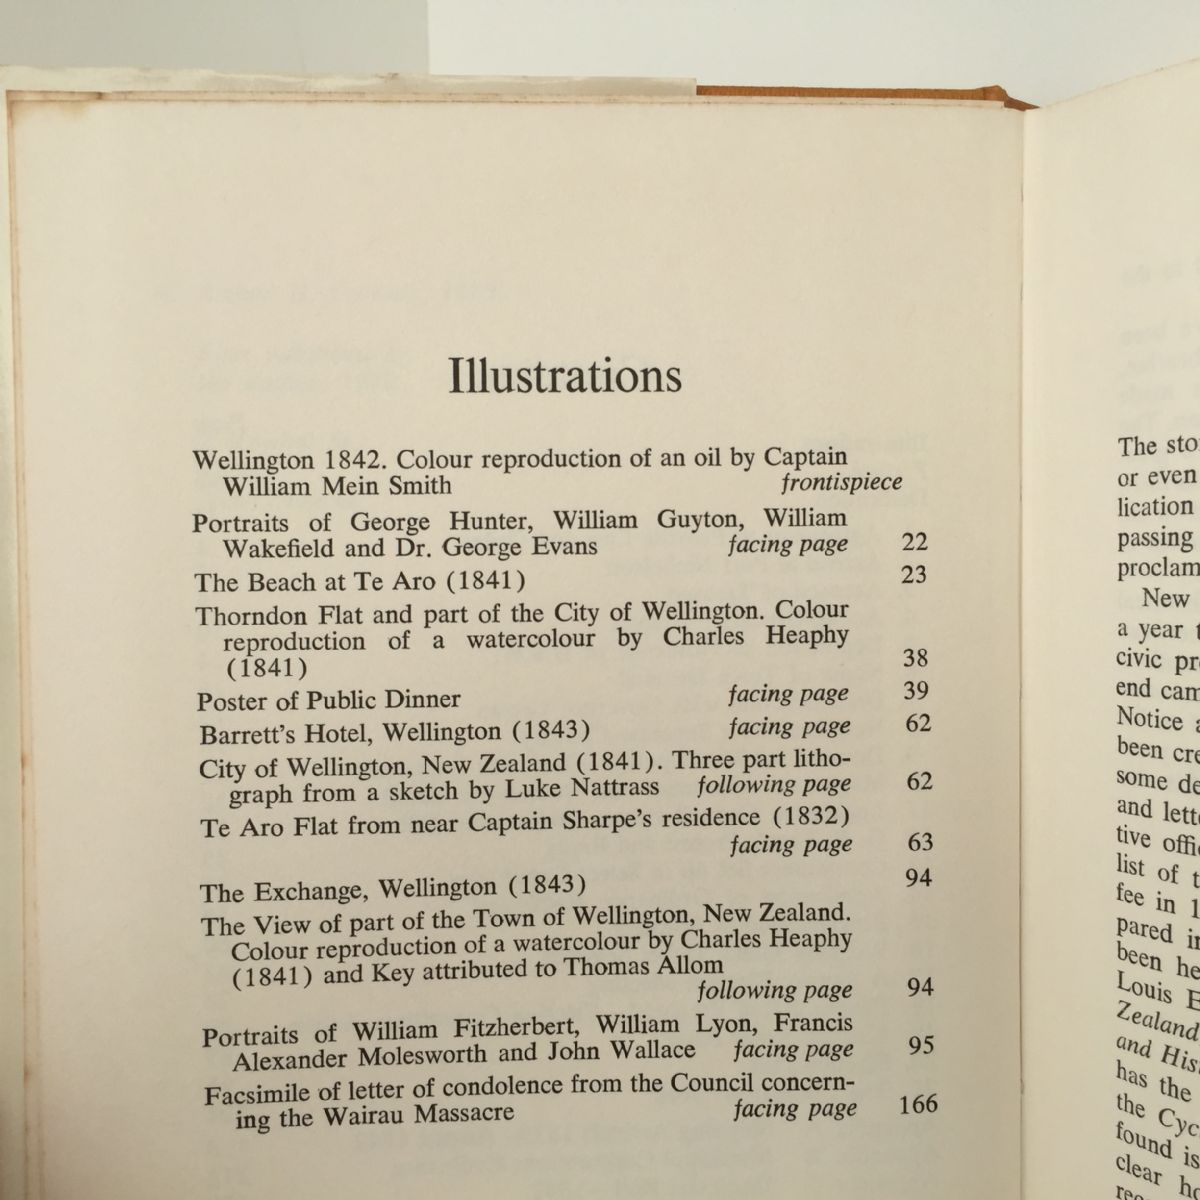 Illustrations
Wellington 1842. Colour reproduction of an oil by Captain
William Mein Smith frontispiece
Portraits of George Hunter, William Guyton, William
Wakefield and Dr. George Evans facing page 22
The Beach at Te Aro (1841) 23
Thorndon Flat and part of the City of Wellington. Colour
reproduction of a watercolour by Charles Heaphy
(1841) 38
Poster of Public Dinner facing page 39
Barrett's Hotel, Wellington (1843) facing page 62
City of Wellington, New Zealand (1841). Three part litho-
graph from a sketch by Luke Nattrass following page 62
Te Aro Flat from near Captain Sharpe's residence (1832)
facing page 63
The Exchange, Wellington (1843) 94
The View of part of the Town of Wellington, New Zealand.
Colour reproduction of a watercolour by Charles Heaphy
(1841) and Key attributed to Thomas Allom
following page 94
Portraits of William Fitzherbert, William Lyon, Francis
Alexander Molesworth and John Wallace facing page 95
Facsimile of letter of condolence from the Council concern-
ing the Wairau Massacre facing page 166
The sto
or even
lication
passing
proclam
New
a year t
civic pr
end cam
Notice a
been cre
some de
and lett
tive offi
list of t
fee in 1
pared in
been he
Louis E
Zealand
and His
has the
the Cyc
found is
clear ho